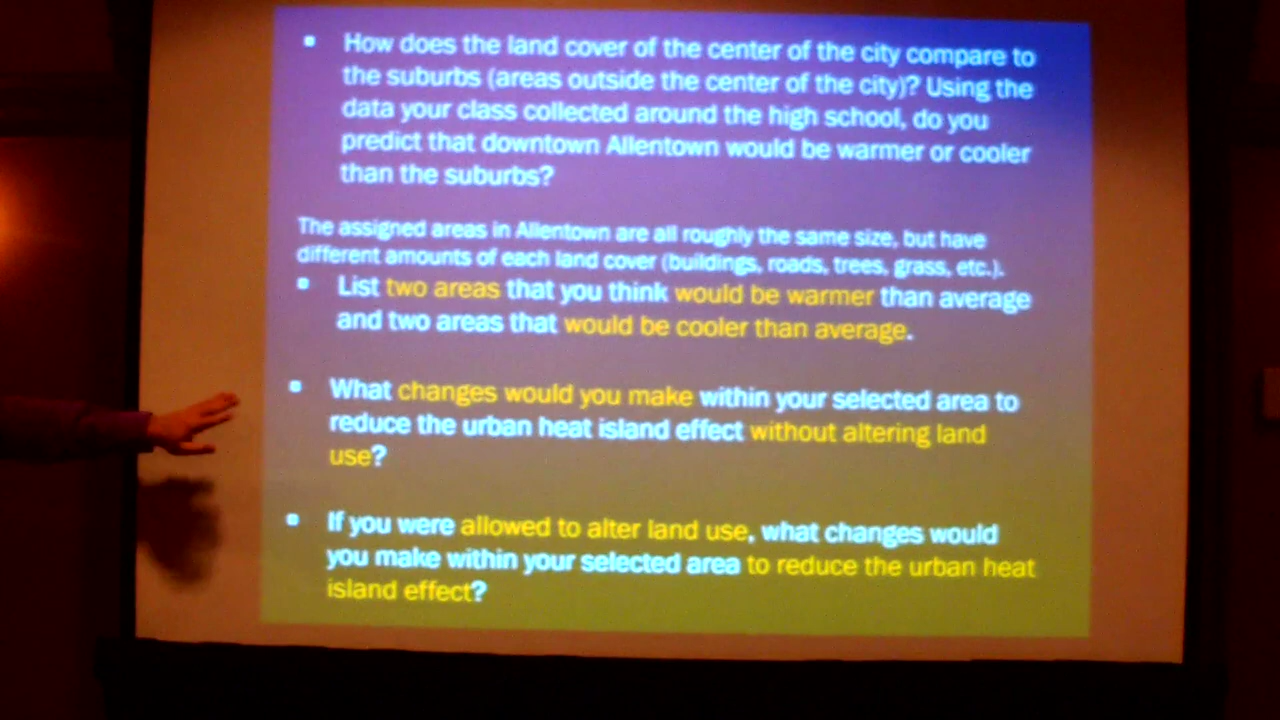 ▪ How does the land cover of the center of the city compare to
the suburbs (areas outside the center of the city)? Using the
data your class collected around the high school, do you
predict that downtown Allentown would be warmer or cooler
than the suburbs?
The assigned areas in Allentown are all roughly the same size, but have
different amounts of each land cover (buildings, roads, trees, grass, etc.).
▪ List two areas that you think would be warmer than average
and two areas that would be cooler than average.
▪ What changes would you make within your selected area to
reduce the urban heat island effect without altering land
use?
▪ If you were allowed to alter land use, what changes would
you make within your selected area to reduce the urban heat
island effect?